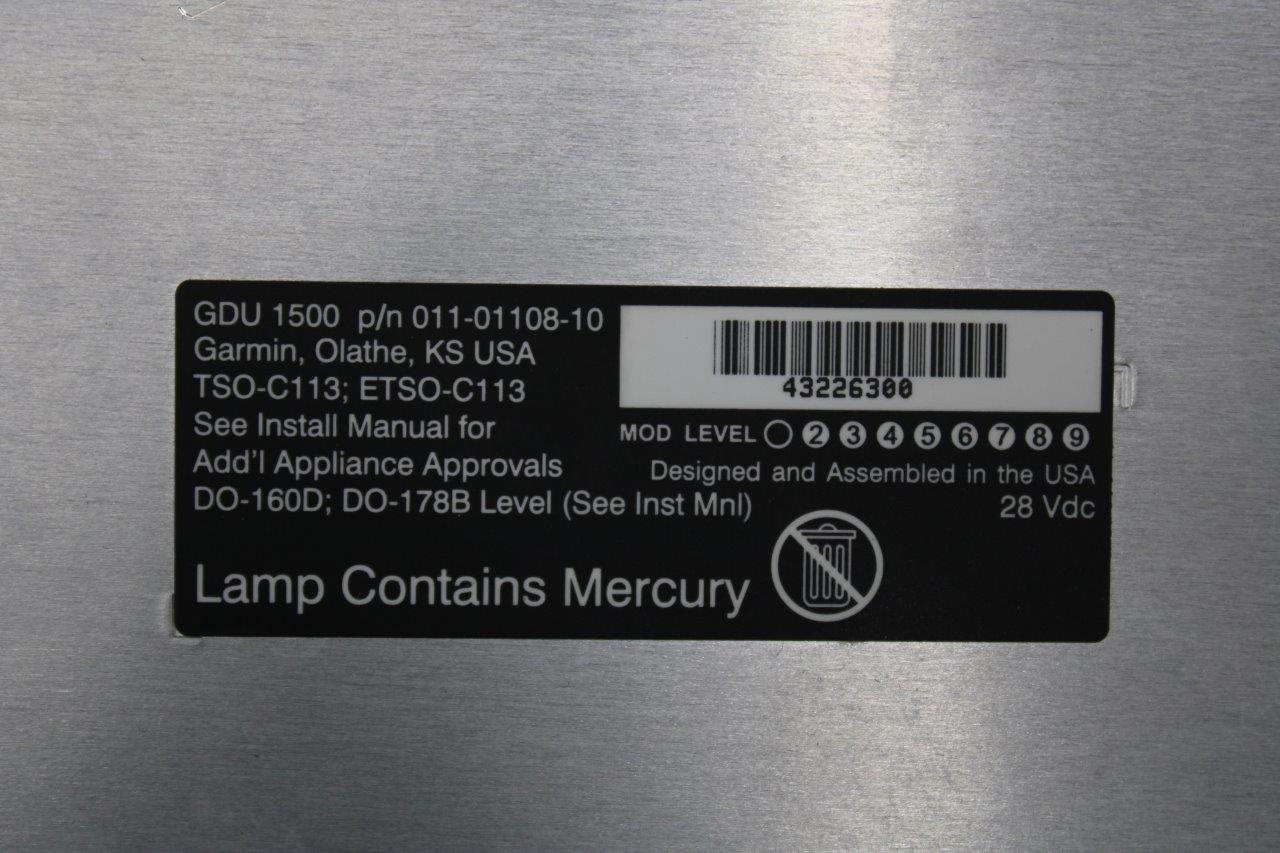 GDU 1500 p/n 011-01108-10
Garmin, Olathe, KS USA
TSO-C113; ETSO-C113
See Install Manual for
Add'l Appliance Approvals
DO-160D; DO-178B Level (See Inst Mnl)
Lamp Contains Mercury
43226300
MOD LEVEL 2 3 4 5 6 7 8 9
Designed and Assembled in the USA
28 Vdc